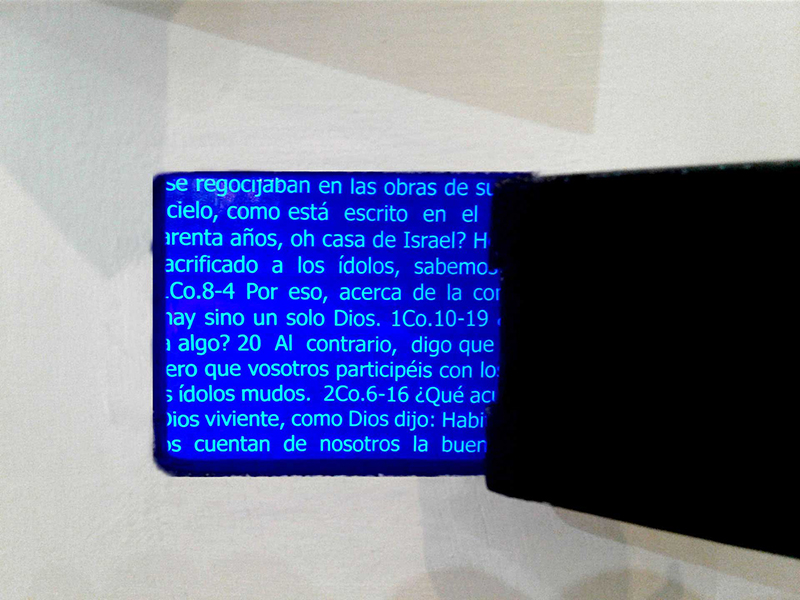 se regocijaban en las obras de su
cielo, como está escrito en el
arenta años, oh casa de Israel? H
acrificado a los ídolos, sabemos
1Co.8-4 Por eso, acerca de la co
hay sino un solo Dios. 1Co.10-19 ¿
a algo? 20 Al contrario, digo que
ero que vosotros participéis con los
s ídolos mudos. 2Co.6-16 ¿Qué acu
Dios viviente, como Dios dijo: Habi
os cuentan de nosotros la buen